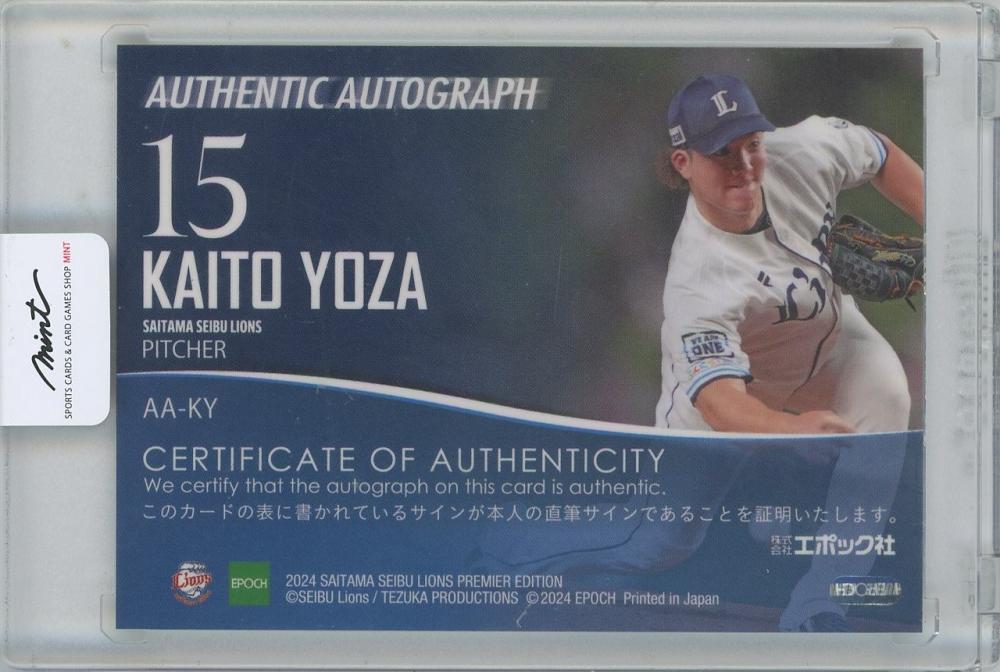 AUTHENTIC AUTOGRAPH
15
KAITO YOZA
SAITAMA SEIBU LIONS
PITCHER
AA-KY
CERTIFICATE OF AUTHENTICITY
We certify that the autograph on this card is authentic.
このカードの表に書かれているサインが本人の直筆サインであることを証明いたします。
株式会社エポック社
Lions
EPOCH
2024 SAITAMA SEIBU LIONS PREMIER EDITION
©SEIBU Lions / TEZUKA PRODUCTIONS ©2024 EPOCH Printed in Japan
mint
SPORTS CARDS & CARD GAMES SHOP MINT
L
WE ARE
ONE